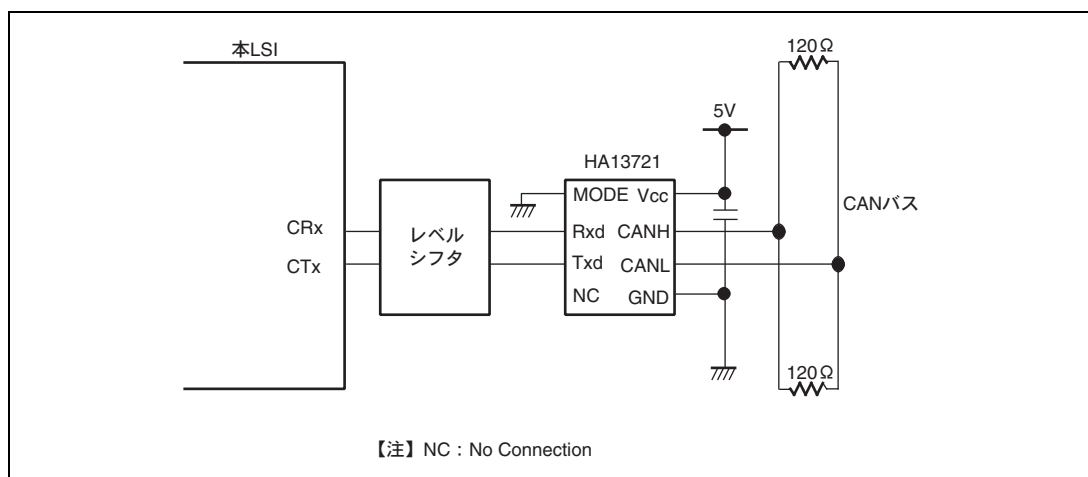 本LSI
120Ω
5V
HA13721
MODE Vcc
CANバス
CRx
レベル
シフタ
Rxd CANH
CTx
Txd CANL
NC GND
120Ω
【注】NC：No Connection